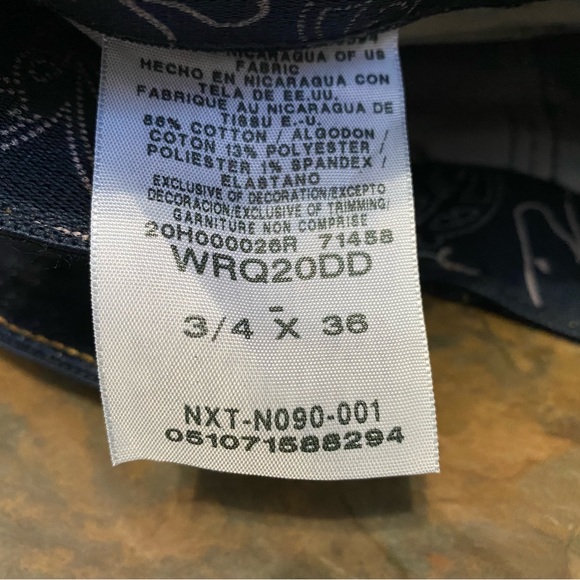 NICARAGUA OF US
FABRIC
HECHO EN NICARAGUA CON
TELA DE EE.UU.
FABRIQUE AU NICARAGUA DE
TISSU E.-U.
86% COTTON / ALGODON /
COTON 13% POLYESTER /
POLIESTER 1% SPANDEX /
ELASTANO
EXCLUSIVE OF DECORATION/EXCEPTO
DECORACION/EXCLUSIVE OF TRIMMING/
GARNITURE NON COMPRISE
20H000026R 71458
WRQ20DD
3/4 X 36
NXT-N090-001
051071588294